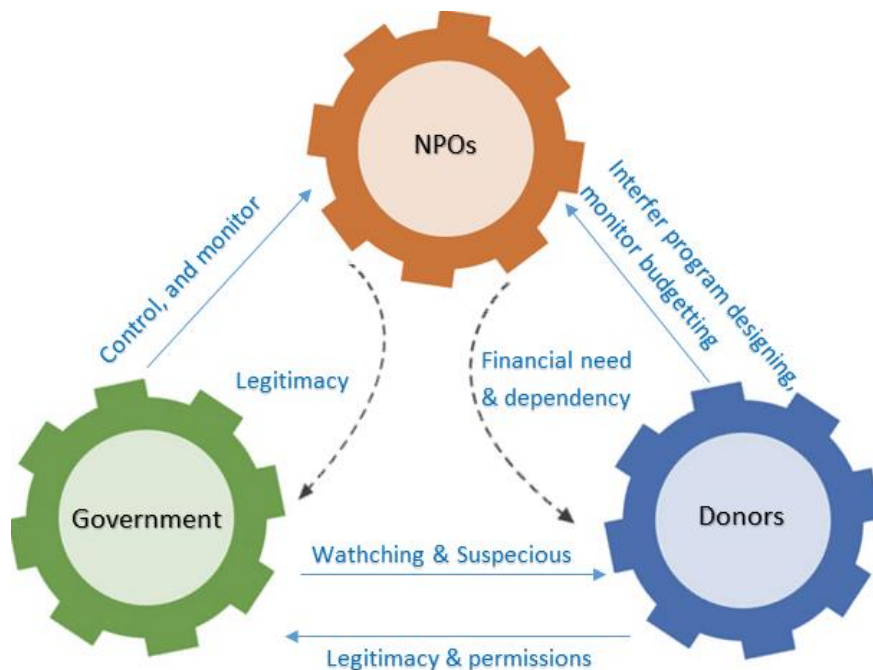 NPOs
Control, and monitor
Interfer program designing,
monitor budgetting
Legitimacy
Financial need
& dependency
Government
Donors
Wathching & Suspecious
Legitimacy & permissions